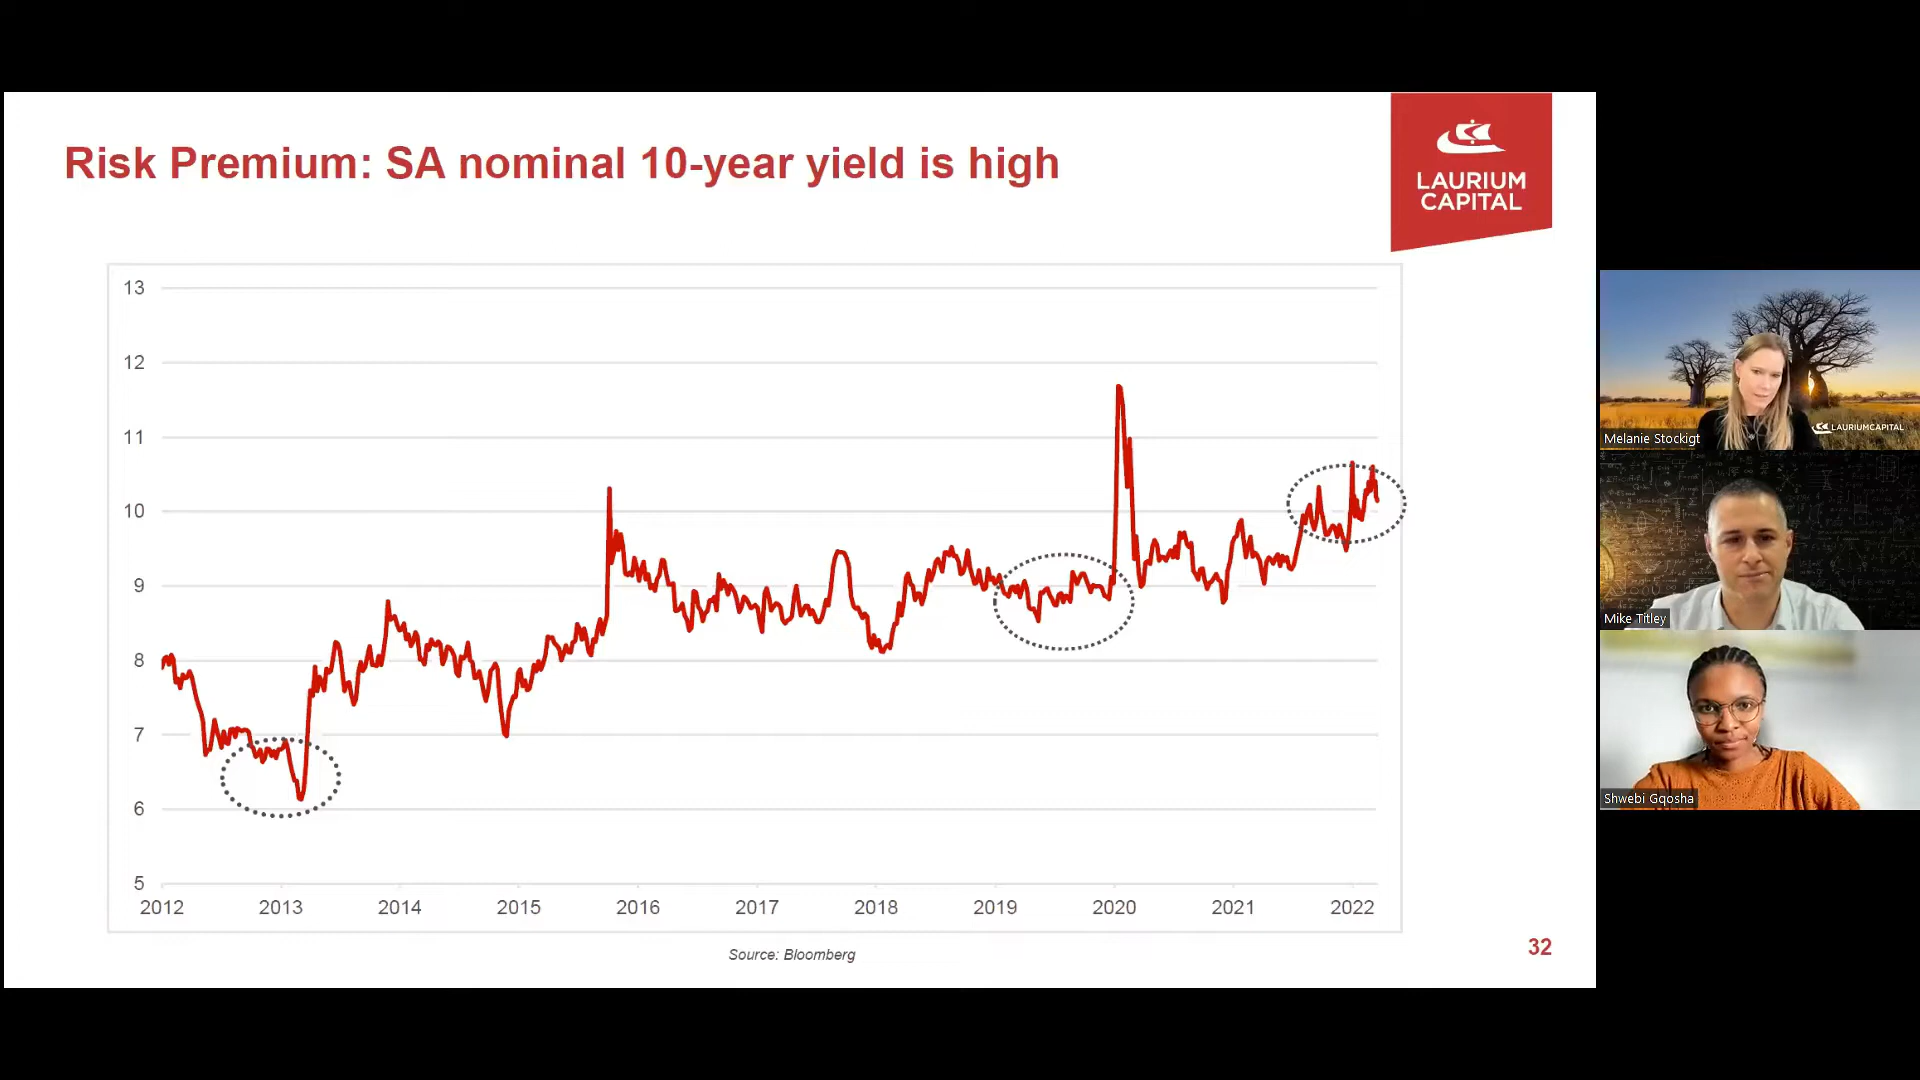 Risk Premium: SA nominal 10-year yield is high
LAURIUM
CAPITAL
13
12
11
10
9
8
7
6
5
2012 2013 2014 2015 2016 2017 2018 2019 2020 2021 2022
Source: Bloomberg
32
LAURIUMCAPITAL
Melanie Stockigt
Mike Titley
Shwebi Gqosha